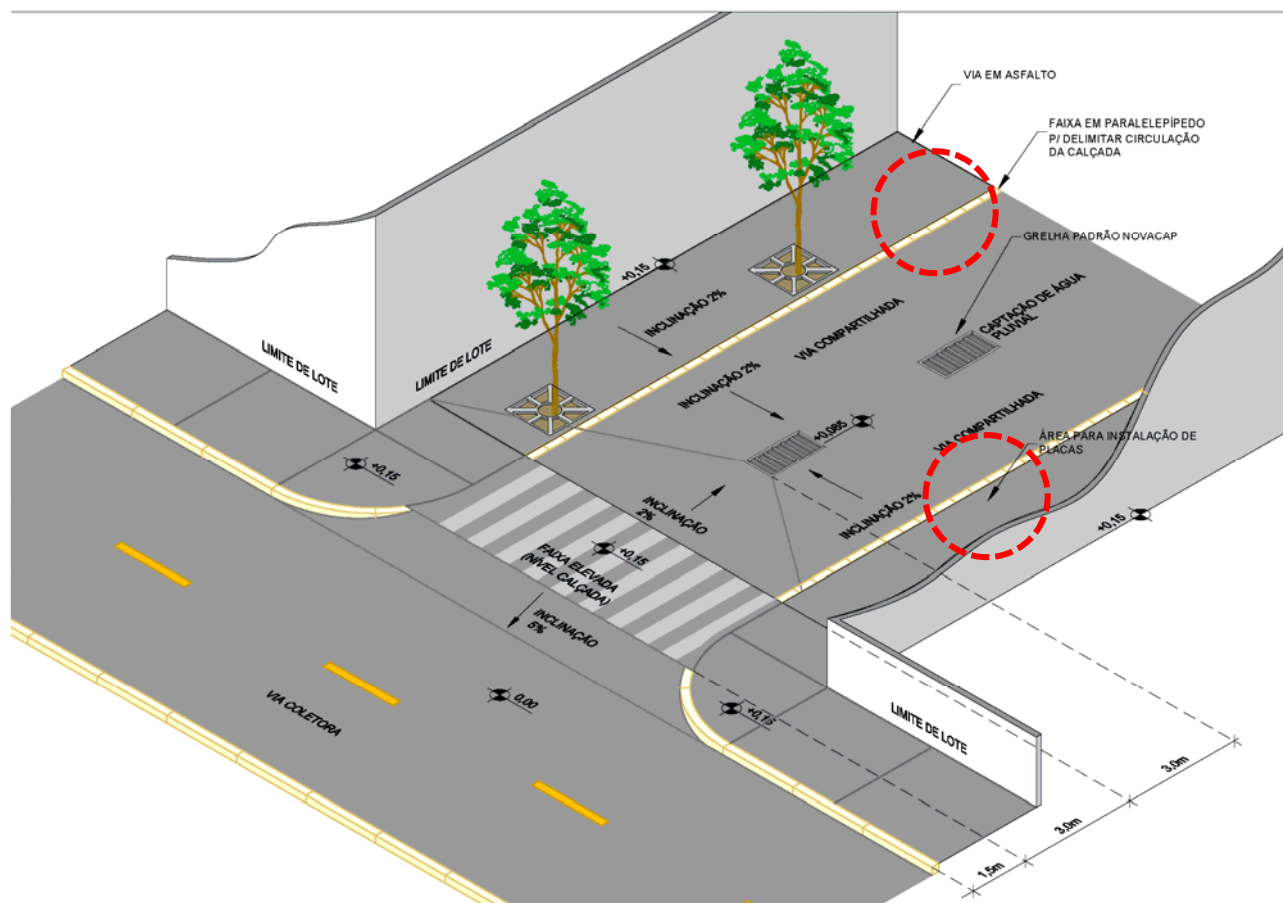 VIA EM ASFALTO
FAIXA EM PARALELEPÍPEDO
P/ DELIMITAR CIRCULAÇÃO
DA CALÇADA
GRELHA PADRÃO NOVACAP
+0,15
INCLINAÇÃO 2%
VIA COMPARTILHADA
CAPTAÇÃO DE ÁGUA
PLUVIAL
LIMITE DE LOTE
LIMITE DE LOTE
INCLINAÇÃO 2%
+0,085
VIA COMPARTILHADA
ÁREA PARA INSTALAÇÃO DE
PLACAS
+0,15
INCLINAÇÃO
2%
INCLINAÇÃO 2%
+0,15
FAIXA ELEVADA
(NÍVEL CALÇADA)
+0,15
INCLINAÇÃO
5%
VIA COLETORA
0,00
+0,15
LIMITE DE LOTE
1,5m
3,0m
3,0m